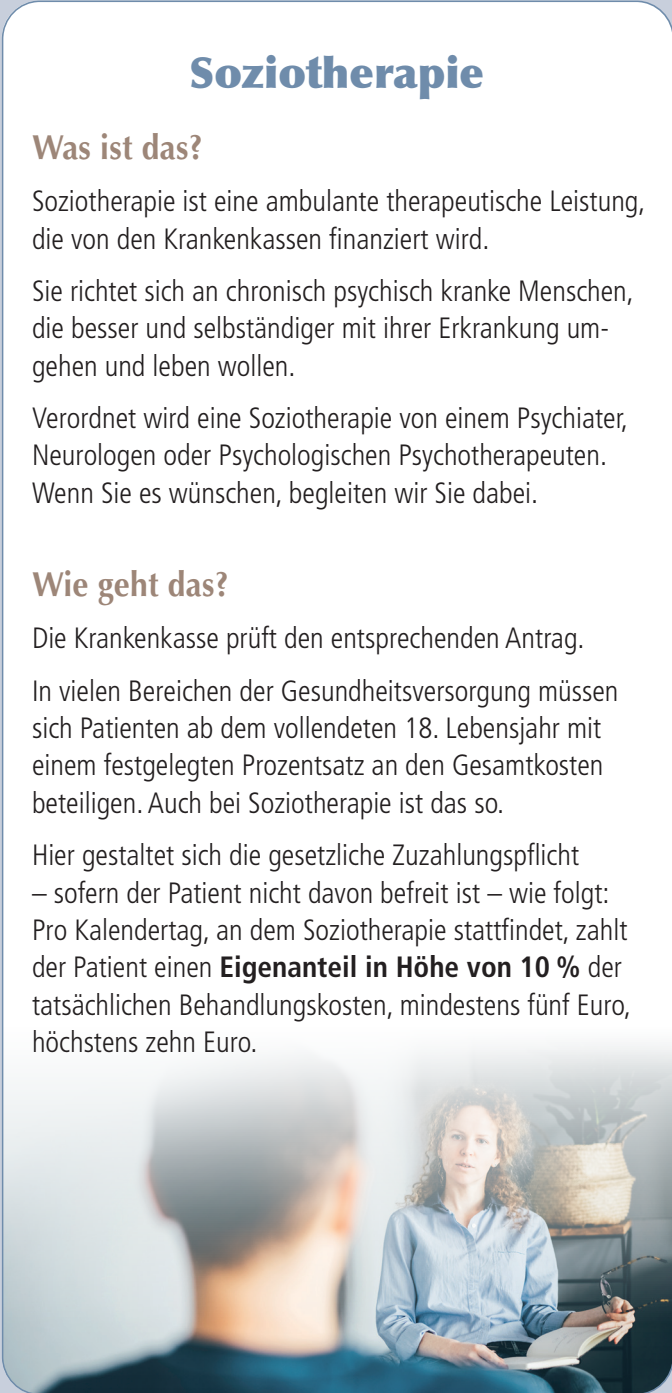 Soziotherapie
Was ist das?
Soziotherapie ist eine ambulante therapeutische Leistung,
die von den Krankenkassen finanziert wird.
Sie richtet sich an chronisch psychisch kranke Menschen,
die besser und selbständiger mit ihrer Erkrankung um-
gehen und leben wollen.
Verordnet wird eine Soziotherapie von einem Psychiater,
Neurologen oder Psychologischen Psychotherapeuten.
Wenn Sie es wünschen, begleiten wir Sie dabei.
Wie geht das?
Die Krankenkasse prüft den entsprechenden Antrag.
In vielen Bereichen der Gesundheitsversorgung müssen
sich Patienten ab dem vollendeten 18. Lebensjahr mit
einem festgelegten Prozentsatz an den Gesamtkosten
beteiligen. Auch bei Soziotherapie ist das so.
Hier gestaltet sich die gesetzliche Zuzahlungspflicht
– sofern der Patient nicht davon befreit ist – wie folgt:
Pro Kalendertag, an dem Soziotherapie stattfindet, zahlt
der Patient einen Eigenanteil in Höhe von 10 % der
tatsächlichen Behandlungskosten, mindestens fünf Euro,
höchstens zehn Euro.